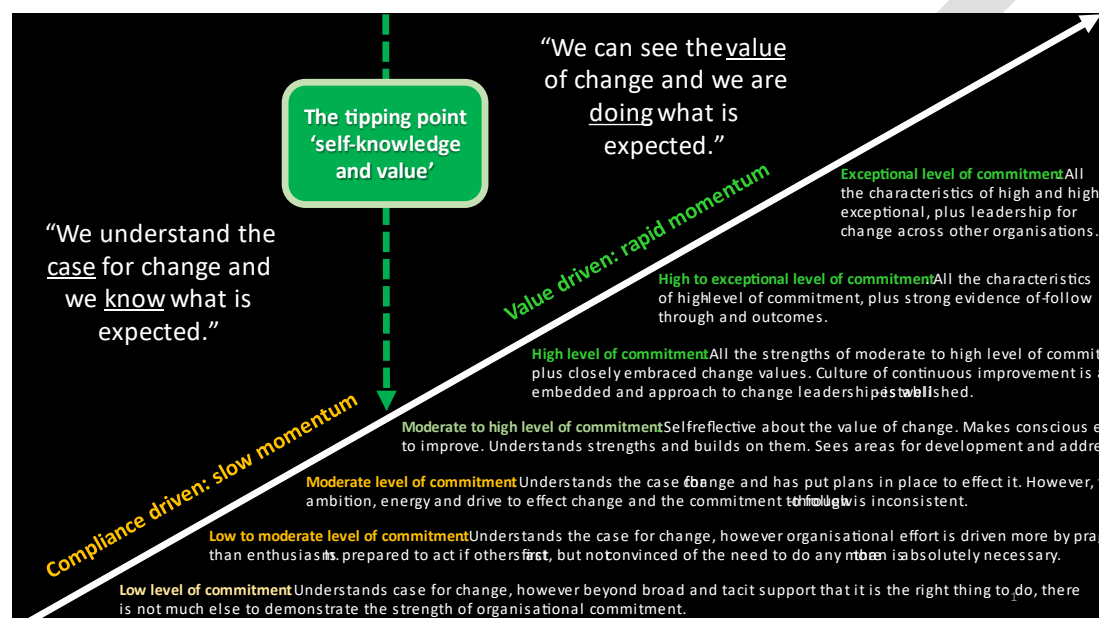 The tipping point
‘self-knowledge
and value’
“We can see the value
of change and we are
doing what is
expected.”
“We understand the
case for change and
we know what is
expected.”
Value driven: rapid momentum
Compliance driven: slow momentum
Exceptional level of commitment All
the characteristics of high and high
exceptional, plus leadership for
change across other organisations.
High to exceptional level of commitment All the characteristics
of high level of commitment, plus strong evidence of follow
through and outcomes.
High level of commitment All the strengths of moderate to high level of commit
plus closely embraced change values. Culture of continuous improvement is
embedded and approach to change leadership
Moderate to high level of commitment Self reflective about the value of change. Makes conscious
to improve. Understands strengths and builds on them. Sees areas for development and addre
Moderate level of commitment Understands the case change and has put plans in place to effect it. However,
ambition, energy and drive to effect change and the commitment is inconsistent.
Low to moderate level of commitment Understands the case for change, however organisational effort is driven more by pra
than enthusiasm. prepared to act if others first, but not convinced of the need to do any is absolutely necessary.
Low level of commitment Understands case for change, however beyond broad and tacit support that it is the right thing to do, there
is not much else to demonstrate the strength of organisational commitment.
1